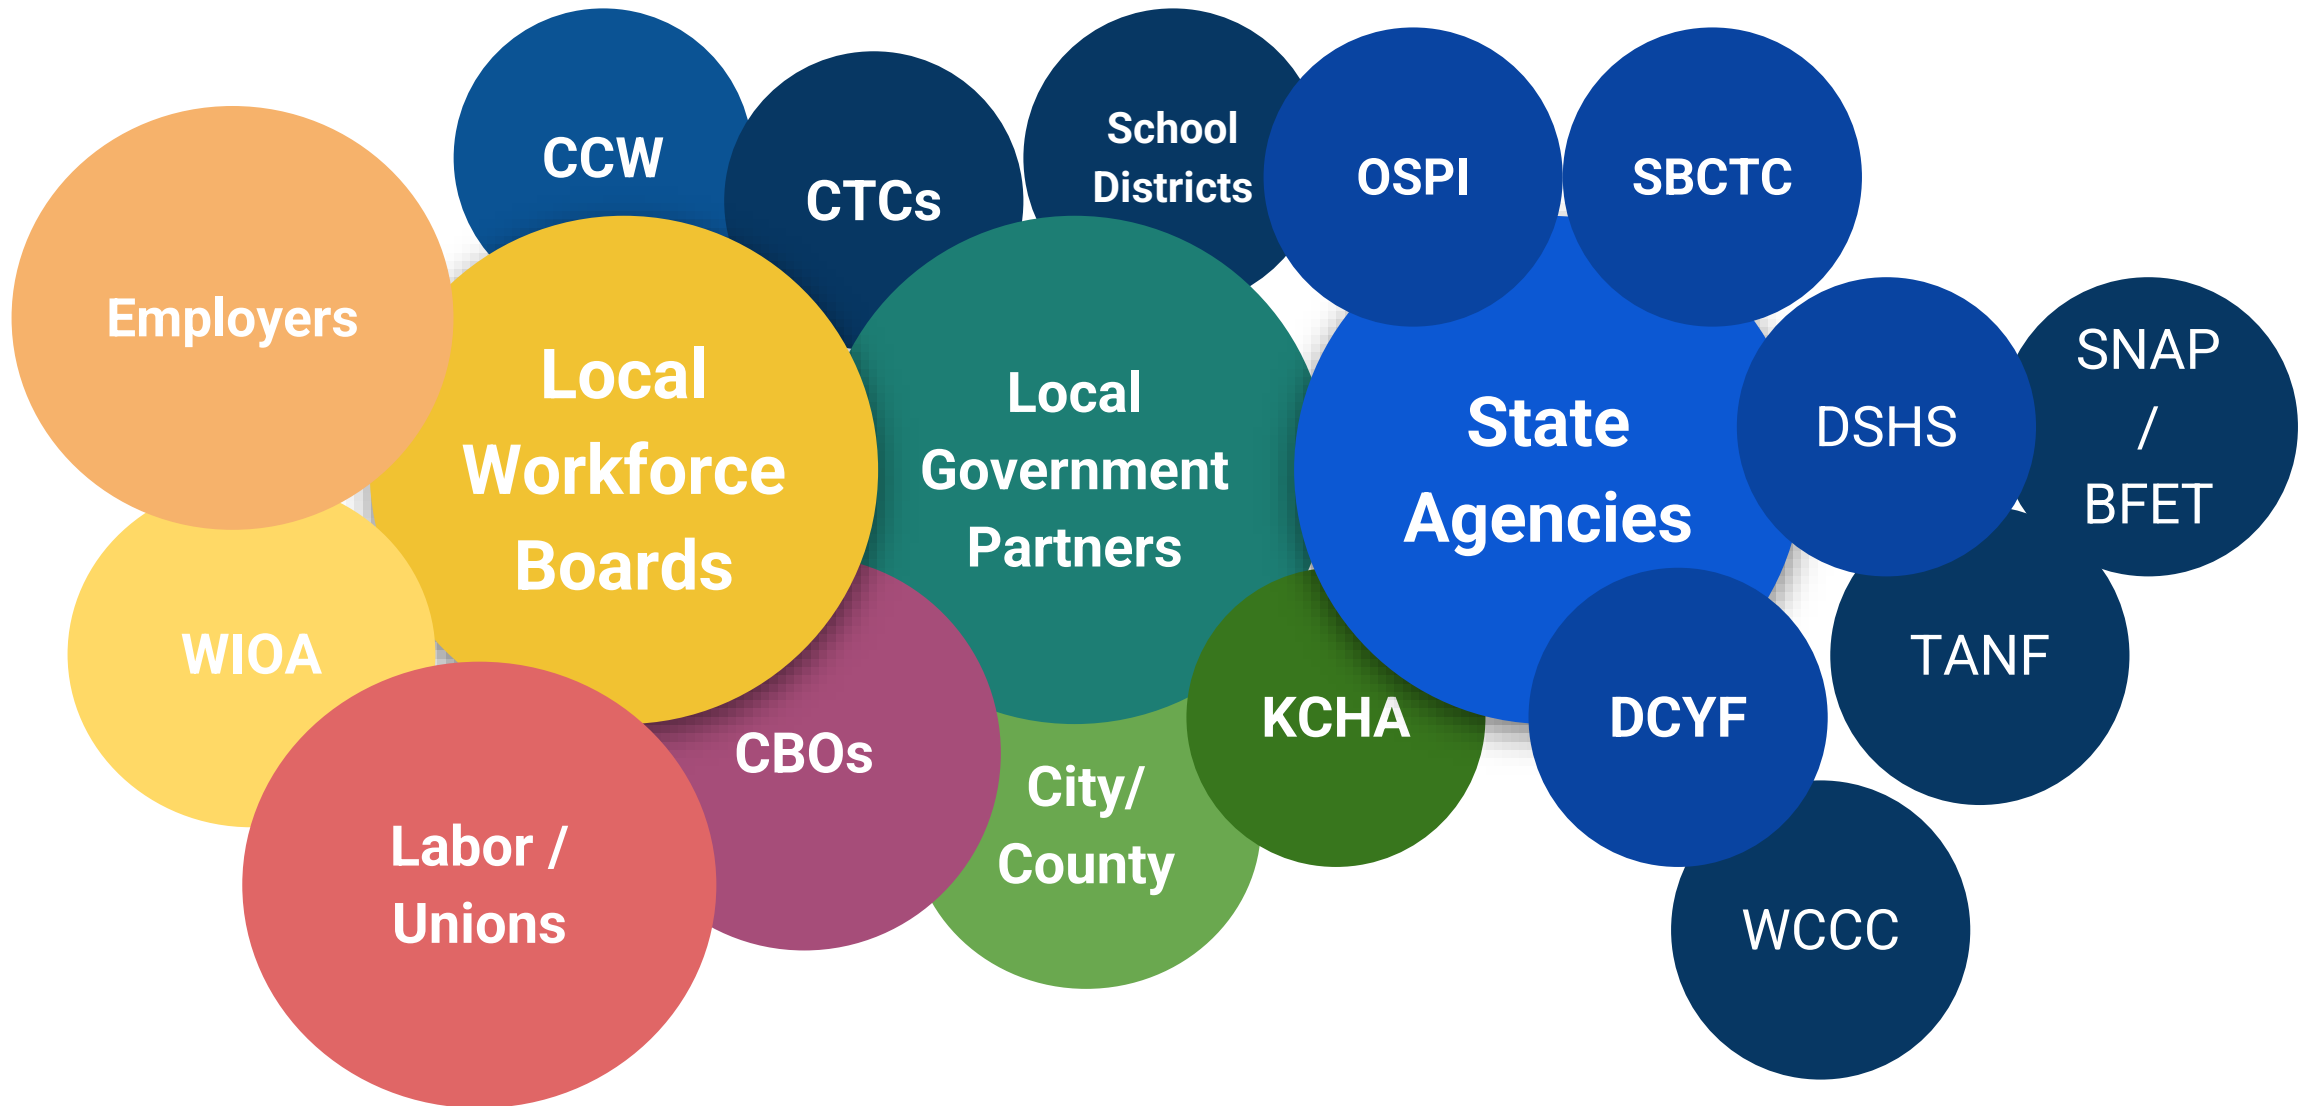 CCW
CTCs
School
Districts
OSPI
SBCTC
Employers
Local
Workforce
Boards
Local
Government
Partners
State
Agencies
DSHS
SNAP
/
BFET
WIOA
TANF
KCHA
DCYF
CBOs
City/
County
Labor /
Unions
WCCC